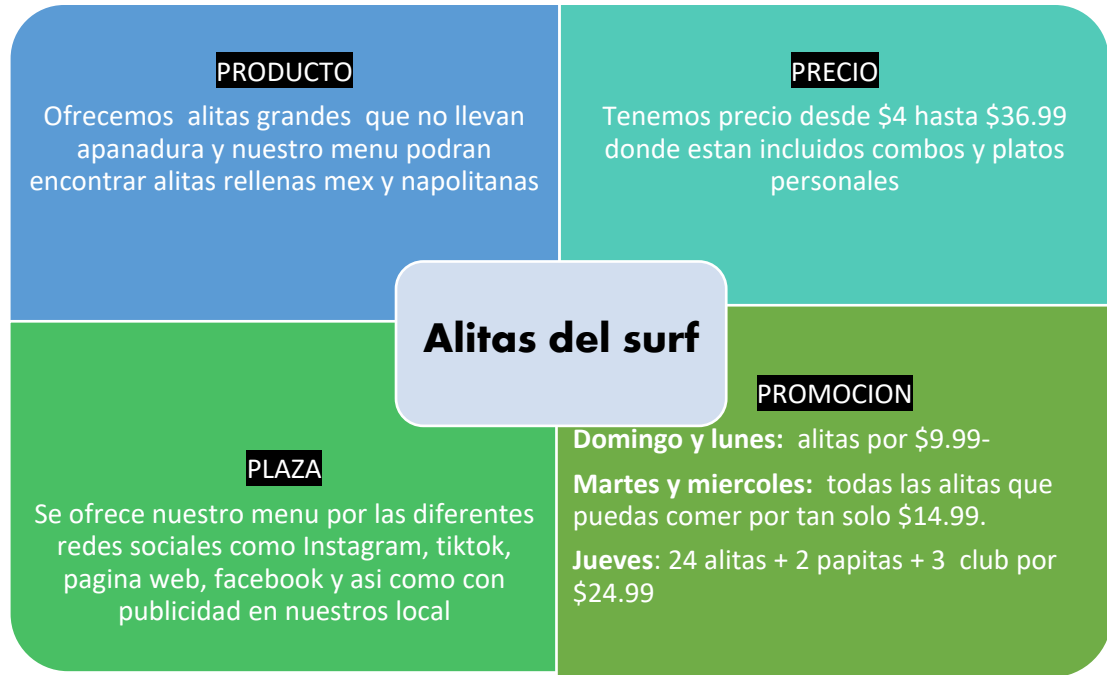 PRODUCTO
Ofrecemos alitas grandes que no llevan
apanadura y nuestro menu podran
encontrar alitas rellenas mex y napolitanas
PRECIO
Tenemos precio desde $4 hasta $36.99
donde estan incluidos combos y platos
personales
Alitas del surf
PLAZA
Se ofrece nuestro menu por las diferentes
redes sociales como Instagram, tiktok,
pagina web, facebook y asi como con
publicidad en nuestros local
PROMOCION
Domingo y lunes: alitas por $9.99-
Martes y miercoles: todas las alitas que
puedas comer por tan solo $14.99.
Jueves: 24 alitas + 2 papitas + 3 club por
$24.99